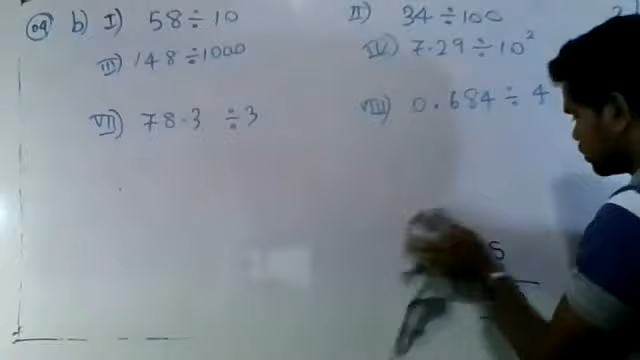 04 b) I) 58÷10 II) 34÷100
III) 148÷1000 IV) 7.29÷10²
VII) 78.3 ÷3 VIII) 0.684÷4
5